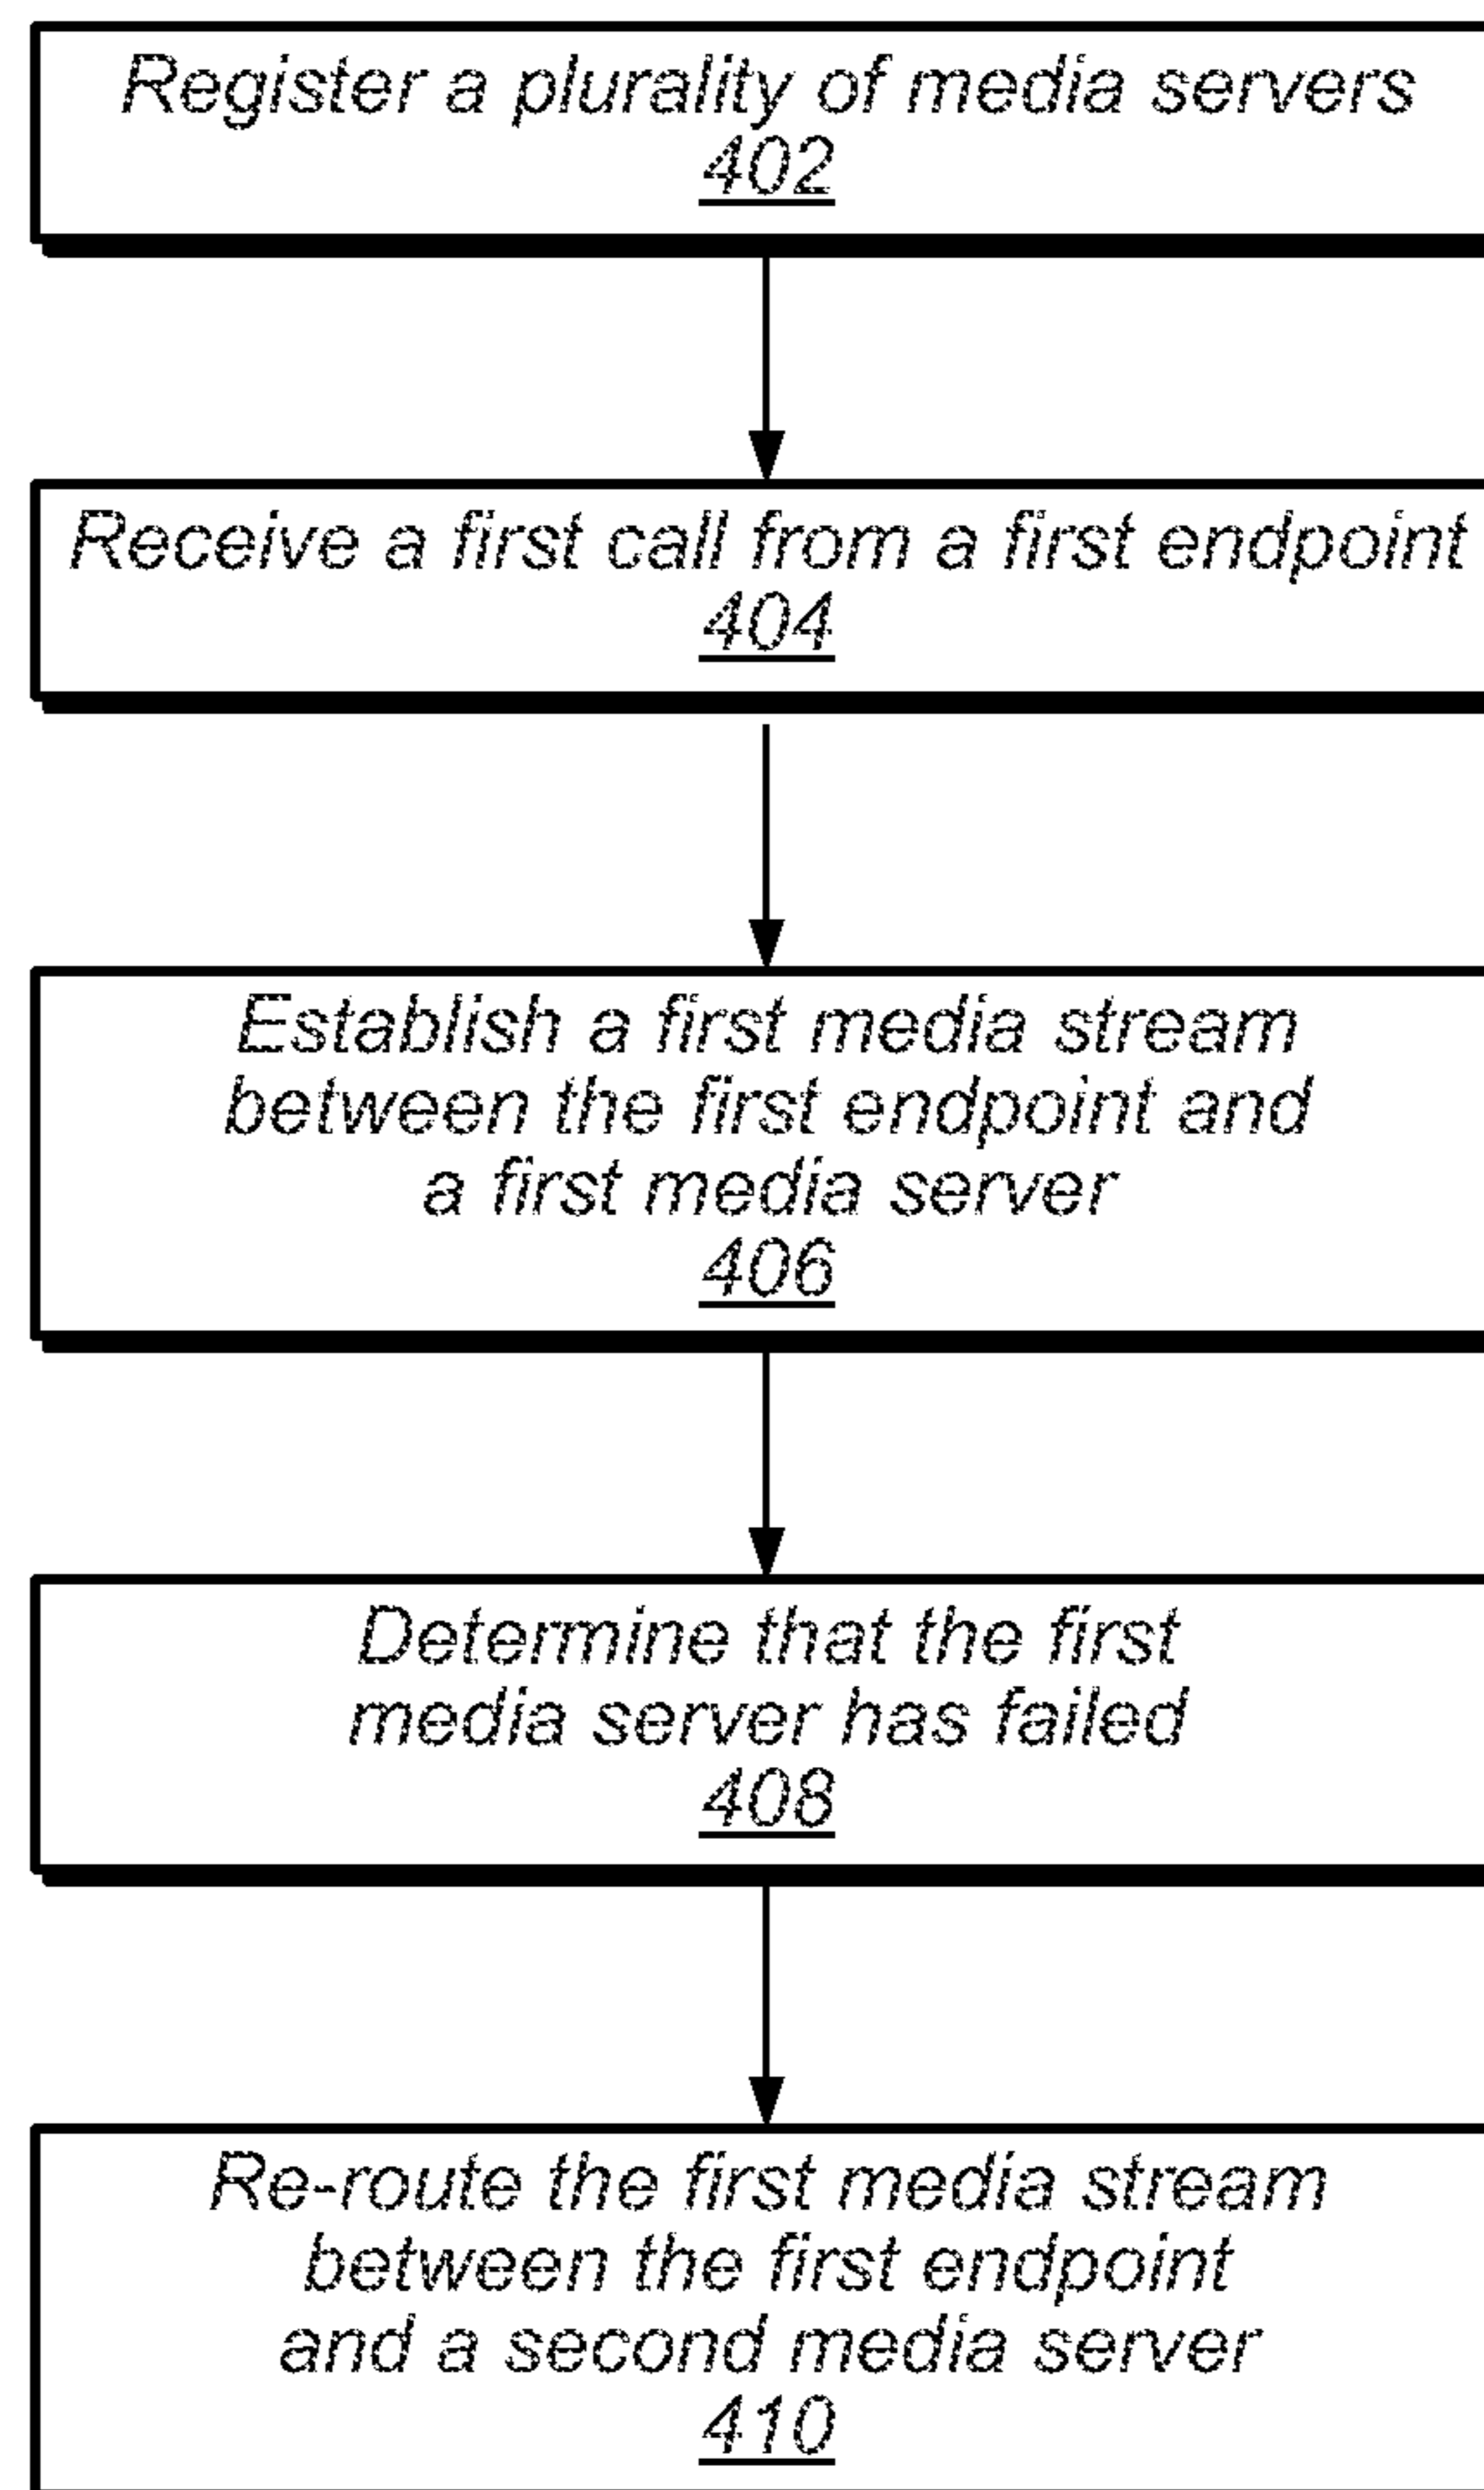 Register a plurality of media servers
402
Receive a first call from a first endpoint
404
Establish a first media stream
between the first endpoint and
a first media server
406
Determine that the first
media server has failed
408
Re-route the first media stream
between the first endpoint
and a second media server
410